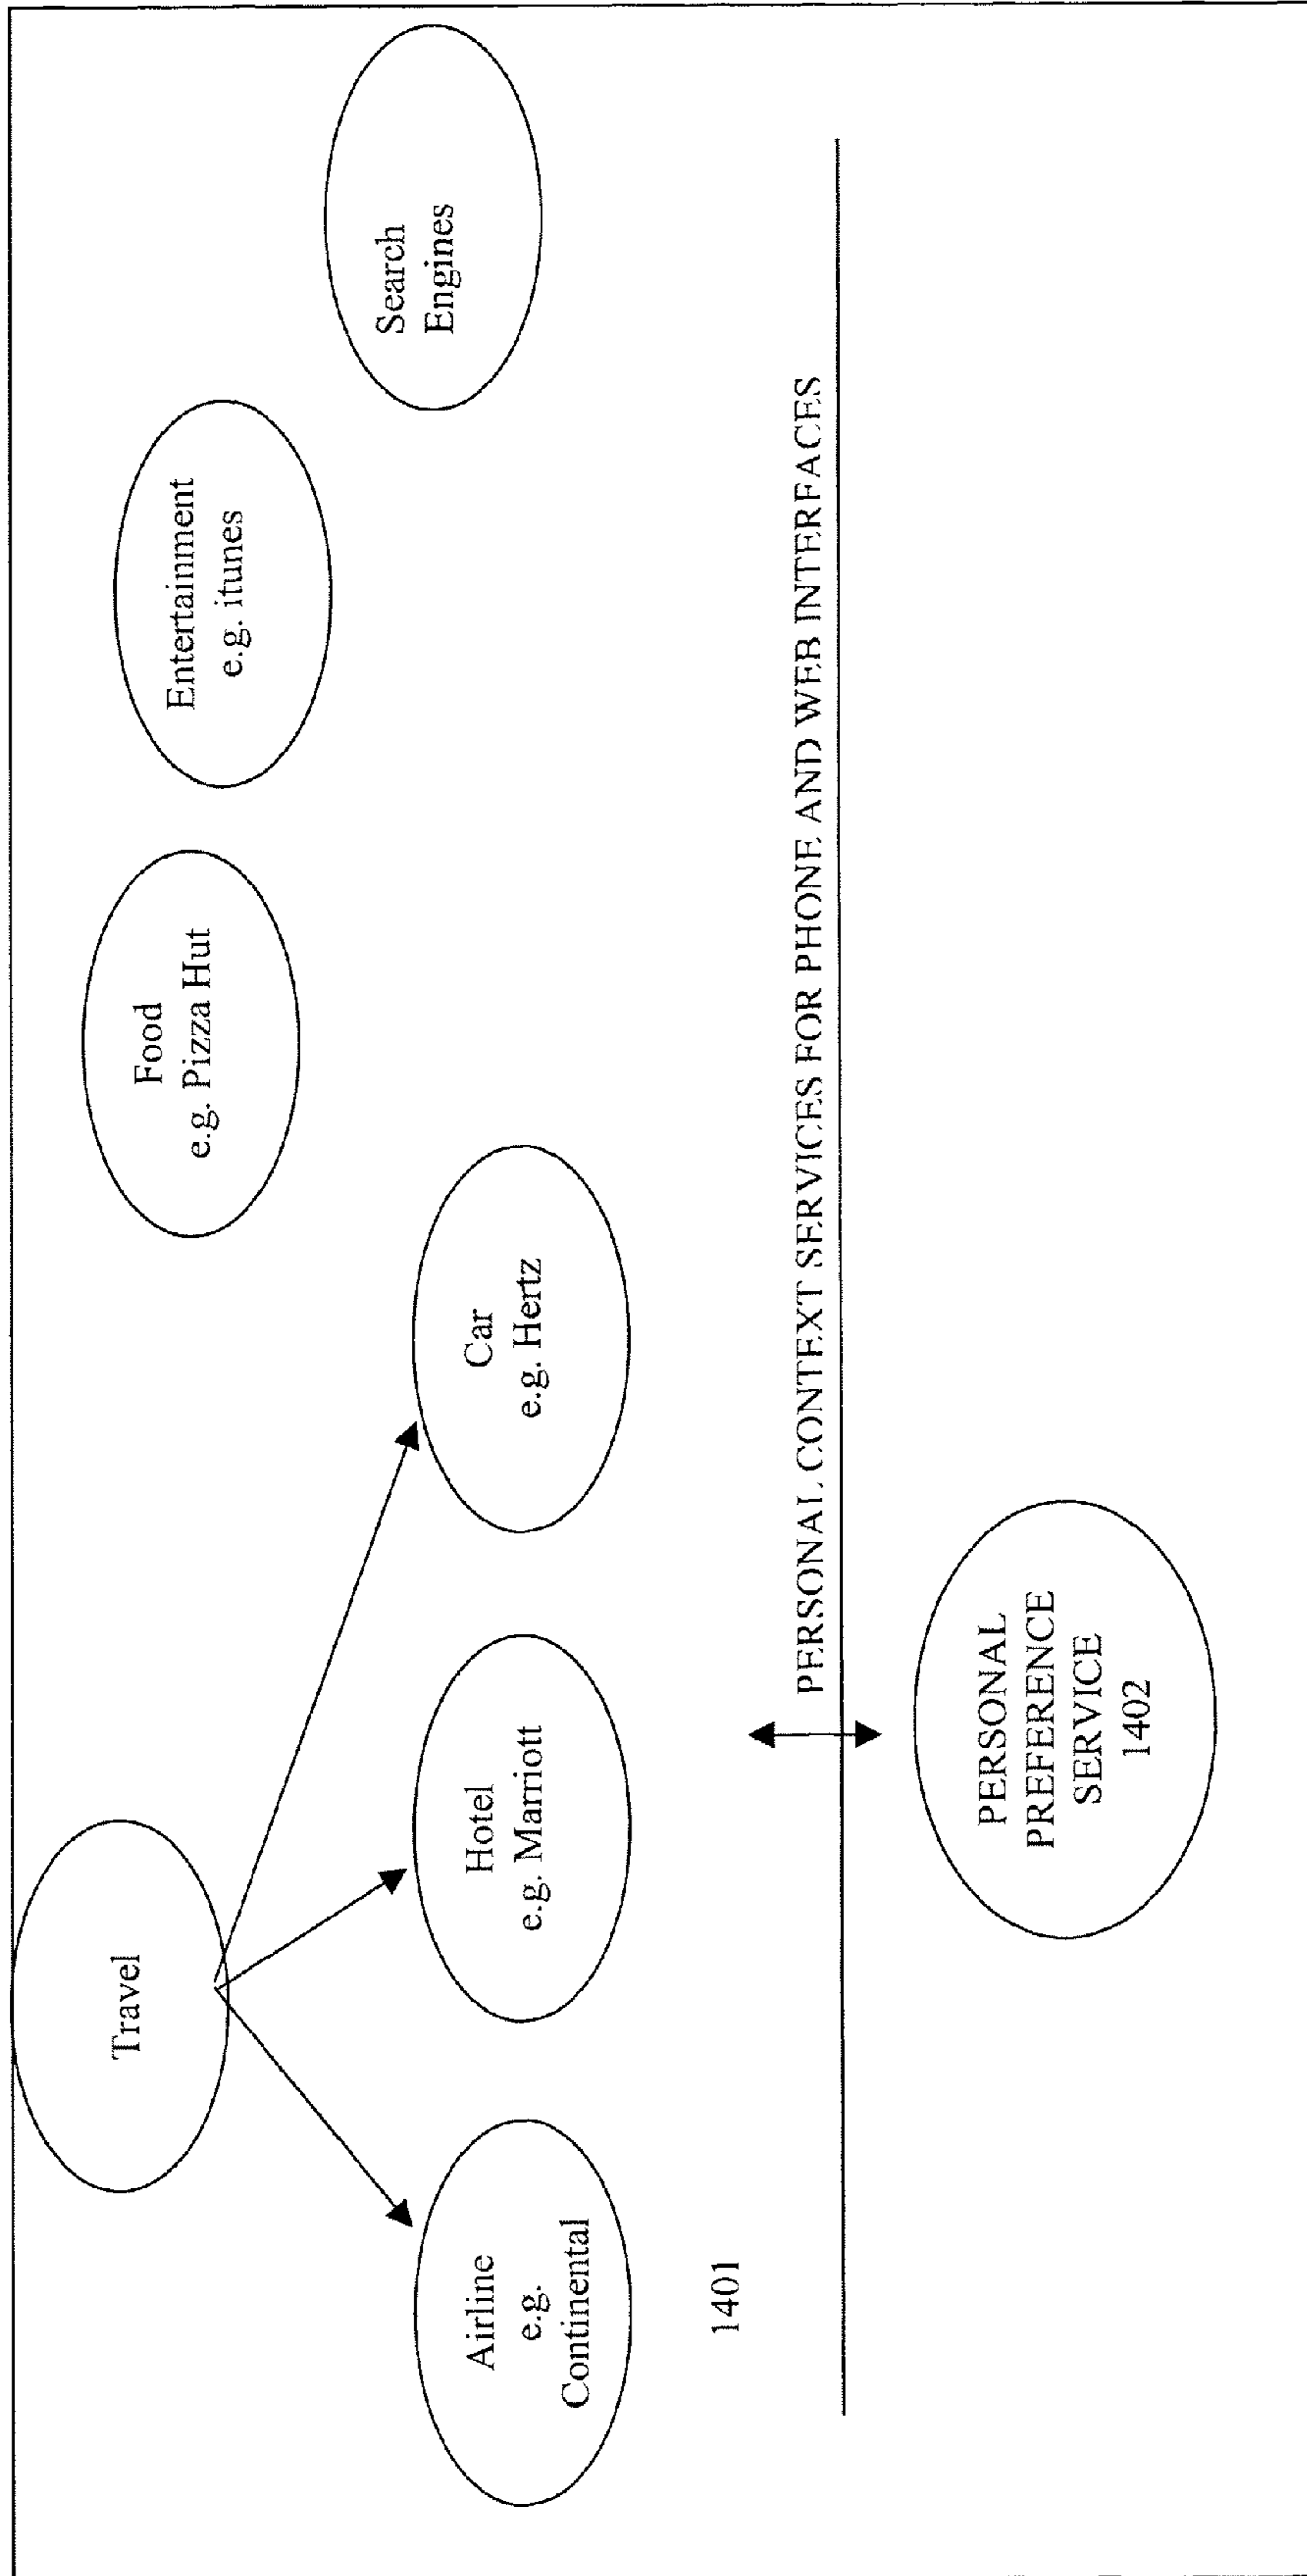 Travel
Food
e.g. Pizza Hut
Entertainment
e.g. itunes
Search
Engines
Airline
e.g.
Continental
Hotel
e.g. Marriott
Car
e.g. Hertz
1401
PERSONAL CONTEXT SERVICES FOR PHONE AND WEB INTERFACES
PERSONAL
PREFERENCE
SERVICE
1402